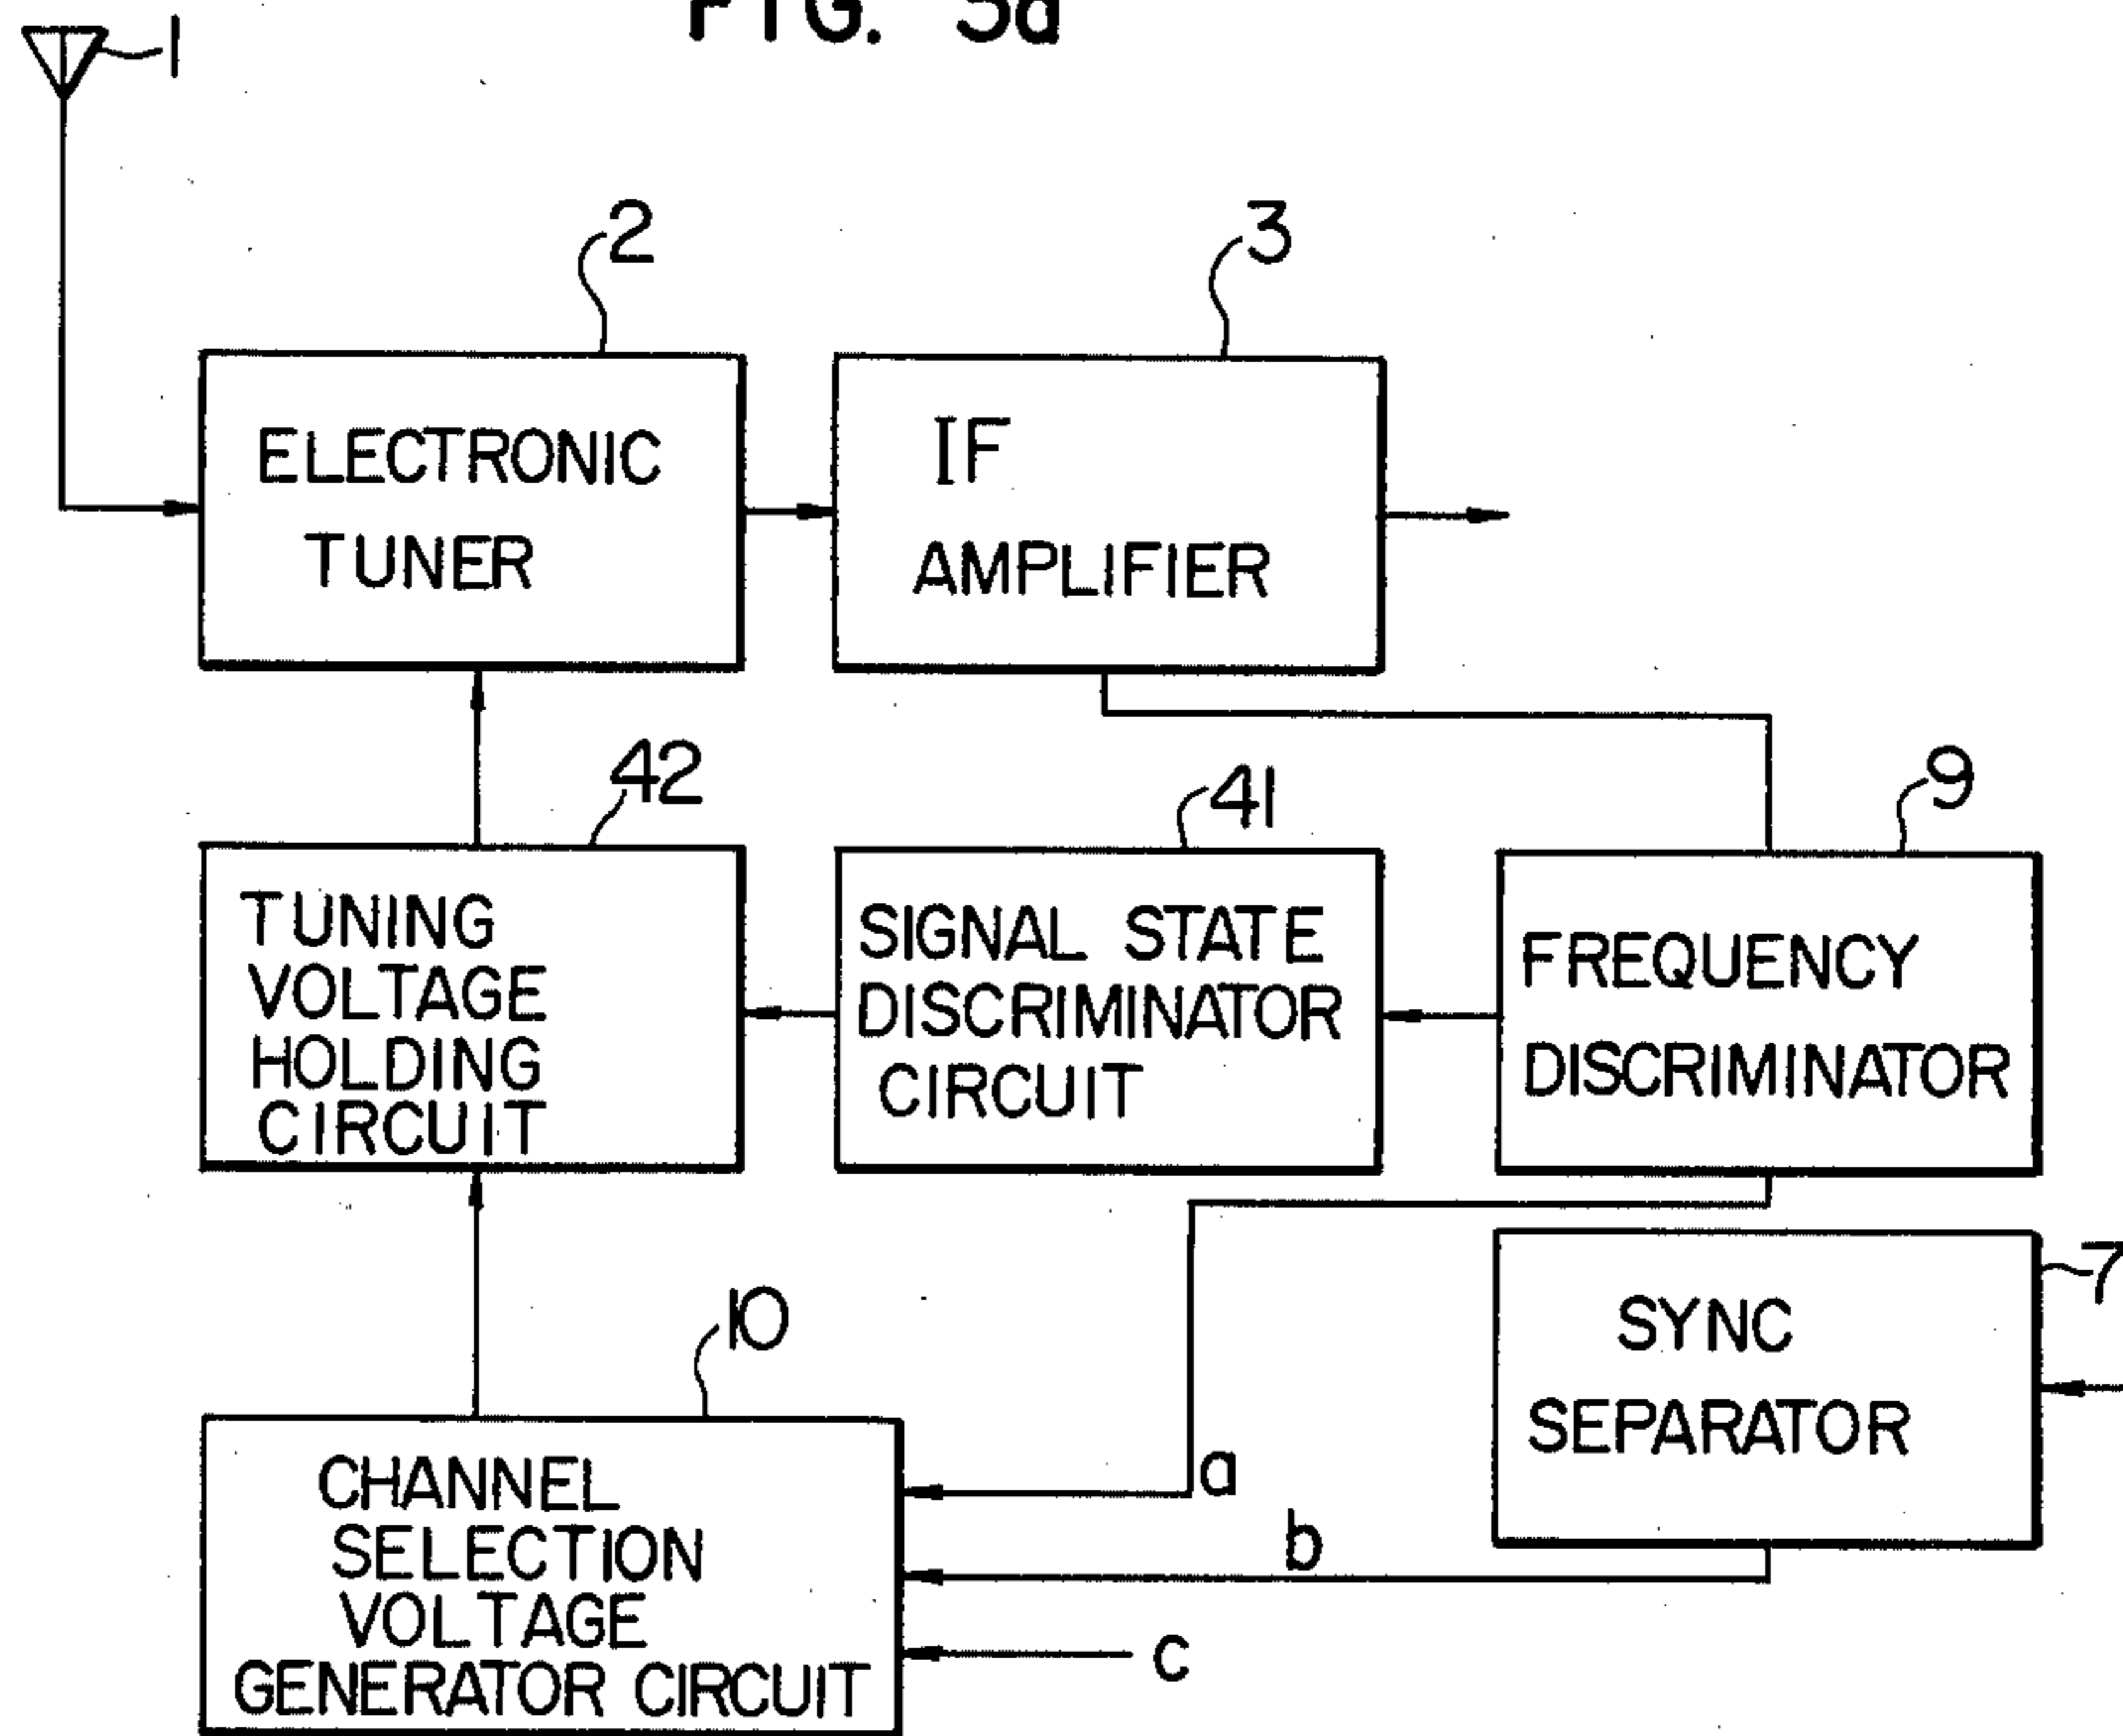 FIG. 5a
1
2
3
ELECTRONIC
TUNER
IF
AMPLIFIER
42
41
9
TUNING
VOLTAGE
HOLDING
CIRCUIT
SIGNAL STATE
DISCRIMINATOR
CIRCUIT
FREQUENCY
DISCRIMINATOR
7
SYNC
SEPARATOR
10
CHANNEL
SELECTION
VOLTAGE
GENERATOR CIRCUIT
a
b
c